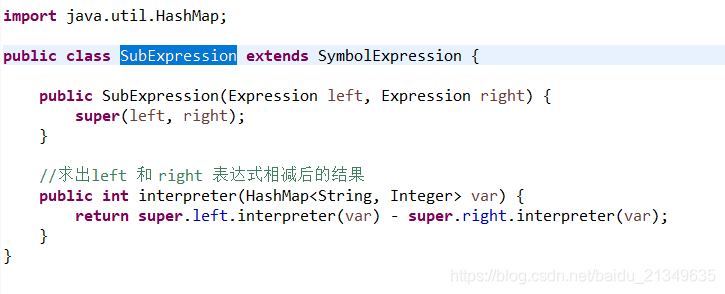 import java.util.HashMap;
public class SubExpression extends SymbolExpression {
public SubExpression(Expression left, Expression right) {
super(left, right);
}
//求出left 和 right 表达式相减后的结果
public int interpreter(HashMap<String, Integer> var) {
return super.left.interpreter(var) - super.right.interpreter(var);
}
}
https://blog.csdn.net/baidu_21349635